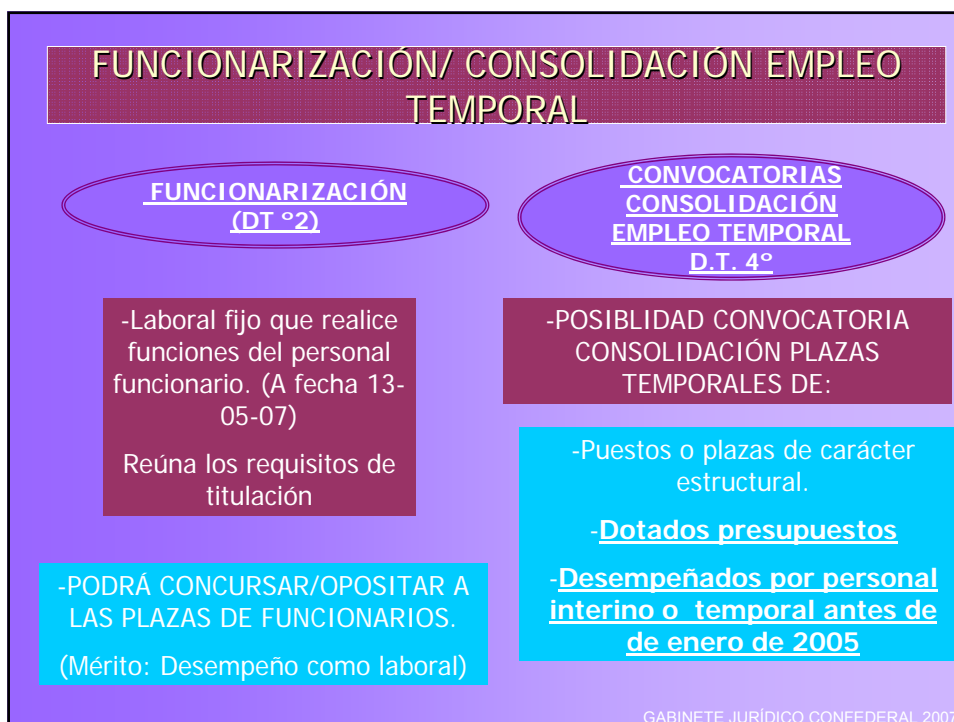 FUNCIONARIZACIÓN/ CONSOLIDACIÓN EMPLEO
TEMPORAL
FUNCIONARIZACIÓN
(DT º2)
-Laboral fijo que realice
funciones del personal
funcionario. (A fecha 13-
05-07)
Reúna los requisitos de
titulación
-PODRÁ CONCURSAR/OPOSITAR A
LAS PLAZAS DE FUNCIONARIOS.
(Mérito: Desempeño como laboral)
CONVOCATORIAS
CONSOLIDACIÓN
EMPLEO TEMPORAL
D.T. 4º
-POSIBLIDAD CONVOCATORIA
CONSOLIDACIÓN PLAZAS
TEMPORALES DE:
-Puestos o plazas de carácter
estructural.
-Dotados presupuestos
-Desempeñados por personal
interino o temporal antes de
de enero de 2005
GABINETE JURÍDICO CONFEDERAL 2007